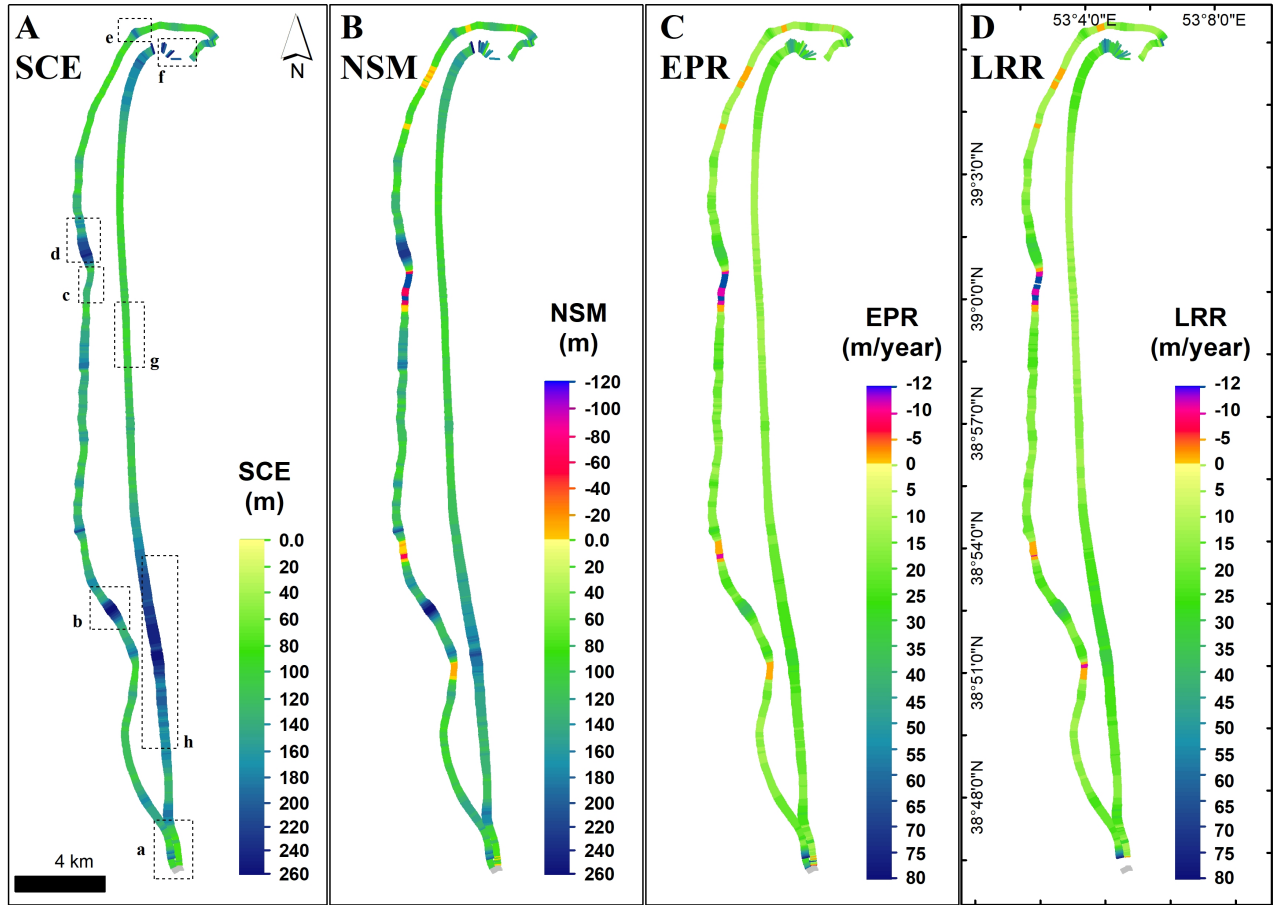 A
SCE
e
f
N
d
c
g
b
h
a
4 km
SCE
(m)
0.0
20
40
60
80
100
120
140
160
180
200
220
240
260
B
NSM
NSM
(m)
-120
-100
-80
-60
-40
-20
0.0
20
40
60
80
100
120
140
160
180
200
220
240
260
C
EPR
EPR
(m/year)
-12
-10
-5
0
5
10
15
20
25
30
35
40
45
50
55
60
65
70
75
80
D
LRR
53°4'0"E
53°8'0"E
39°3'0"N
39°0'0"N
38°57'0"N
38°54'0"N
38°51'0"N
38°48'0"N
LRR
(m/year)
-12
-10
-5
0
5
10
15
20
25
30
35
40
45
50
55
60
65
70
75
80